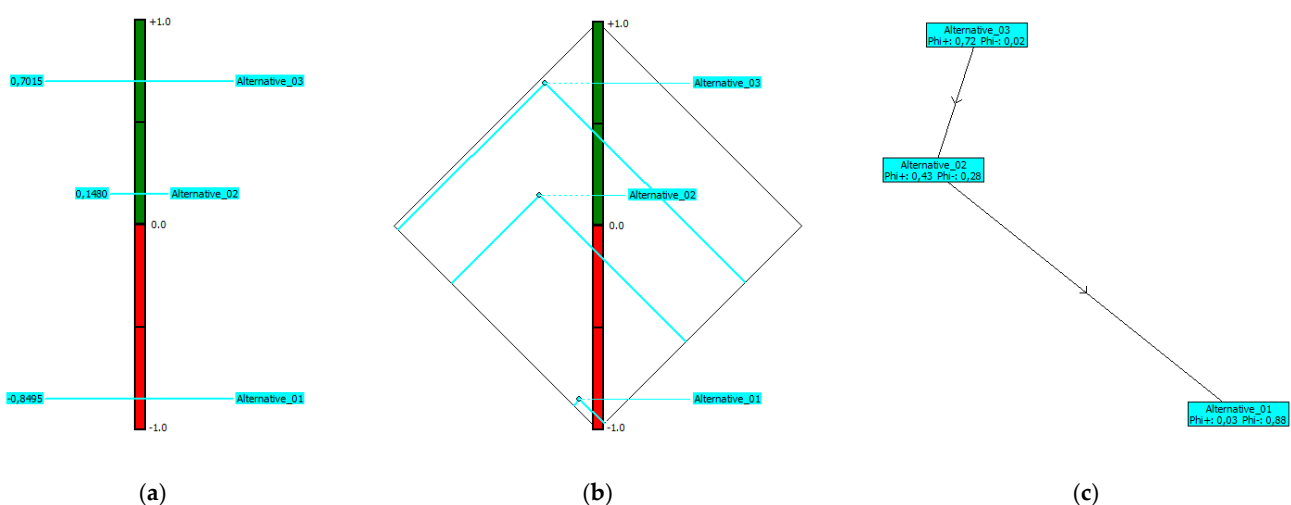 +1.0
0,7015
Alternative_03
0,1480
Alternative_02
0.0
-0,8495
Alternative_01
-1.0
(a)
+1.0
Alternative_03
Alternative_02
0.0
Alternative_01
-1.0
(b)
Alternative_03
Phi+: 0,72 Phi-: 0,02
Alternative_02
Phi+: 0,43 Phi-: 0,28
Alternative_01
Phi+: 0,03 Phi-: 0,88
(c)